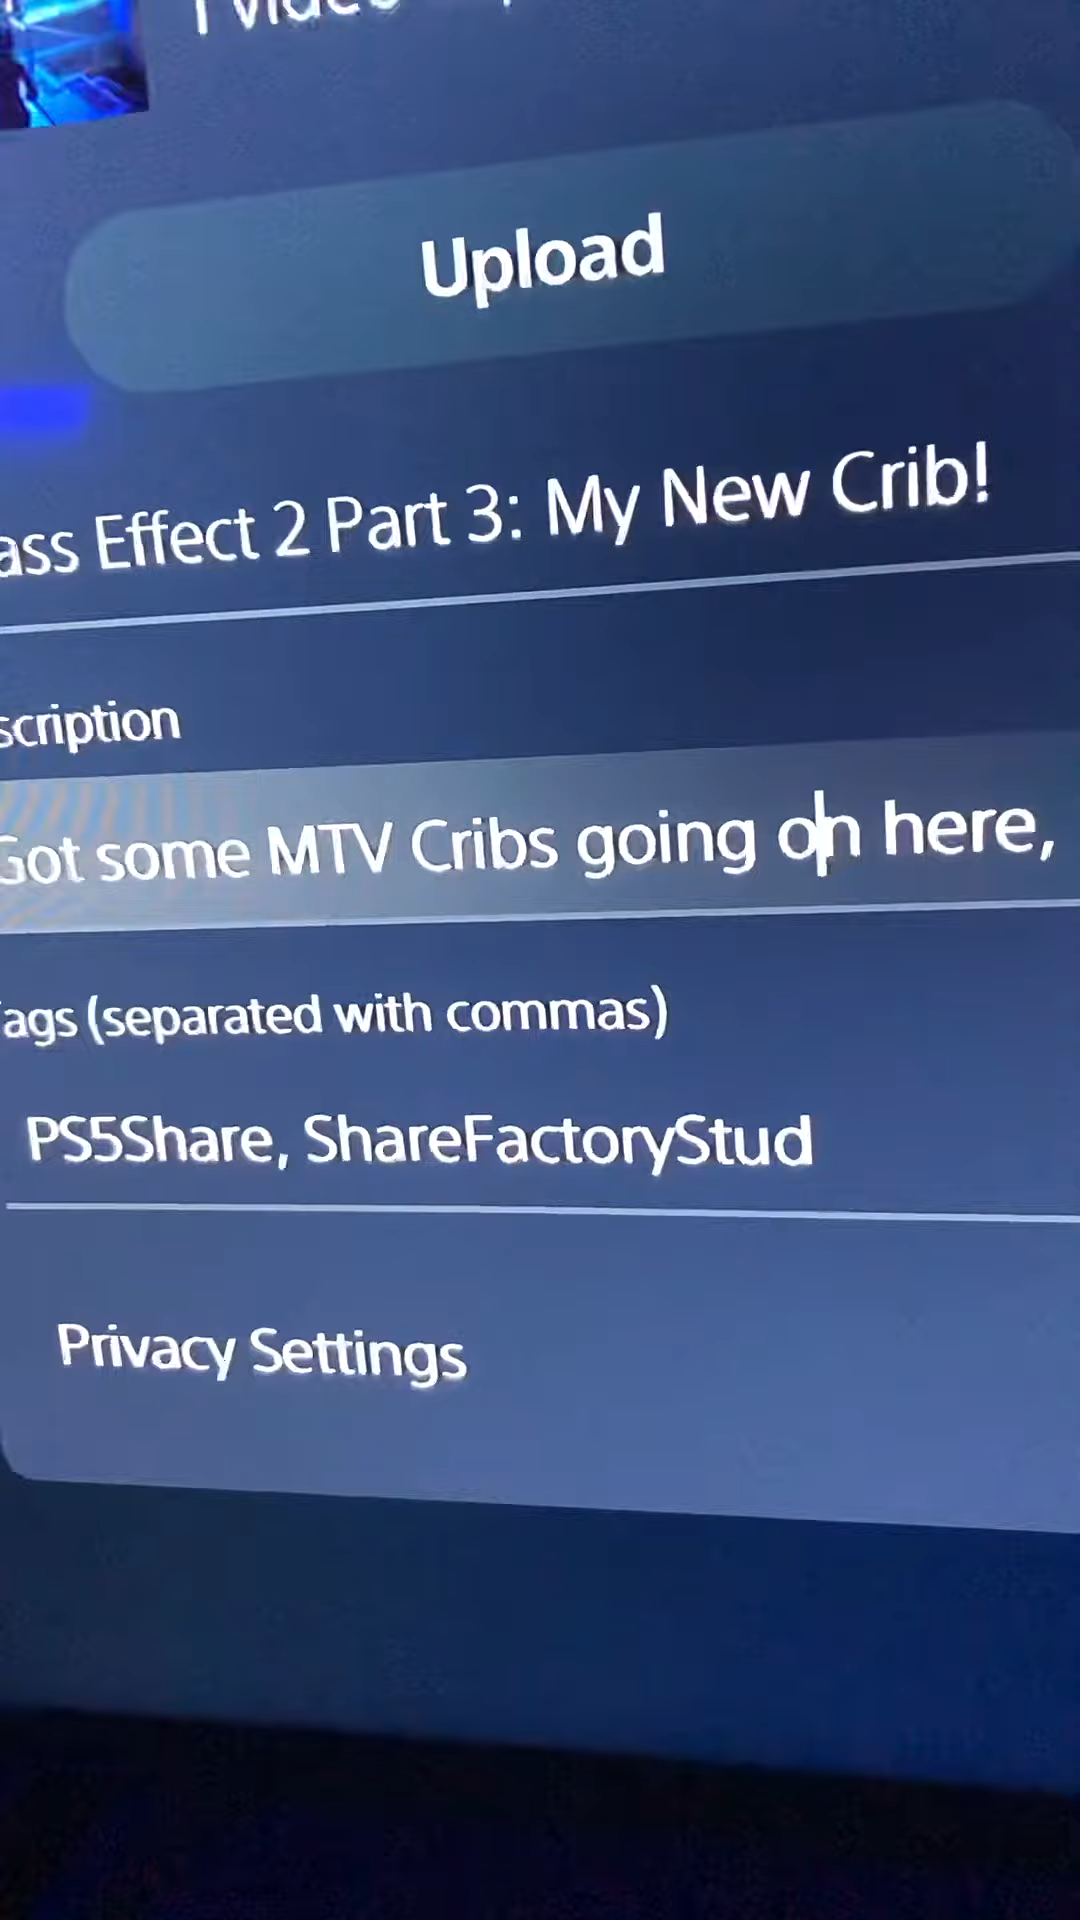 Upload
ass Effect 2 Part 3: My New Crib!
scription
Got some MTV Cribs going on here,
ags (separated with commas)
PS5Share, ShareFactoryStud
Privacy Settings